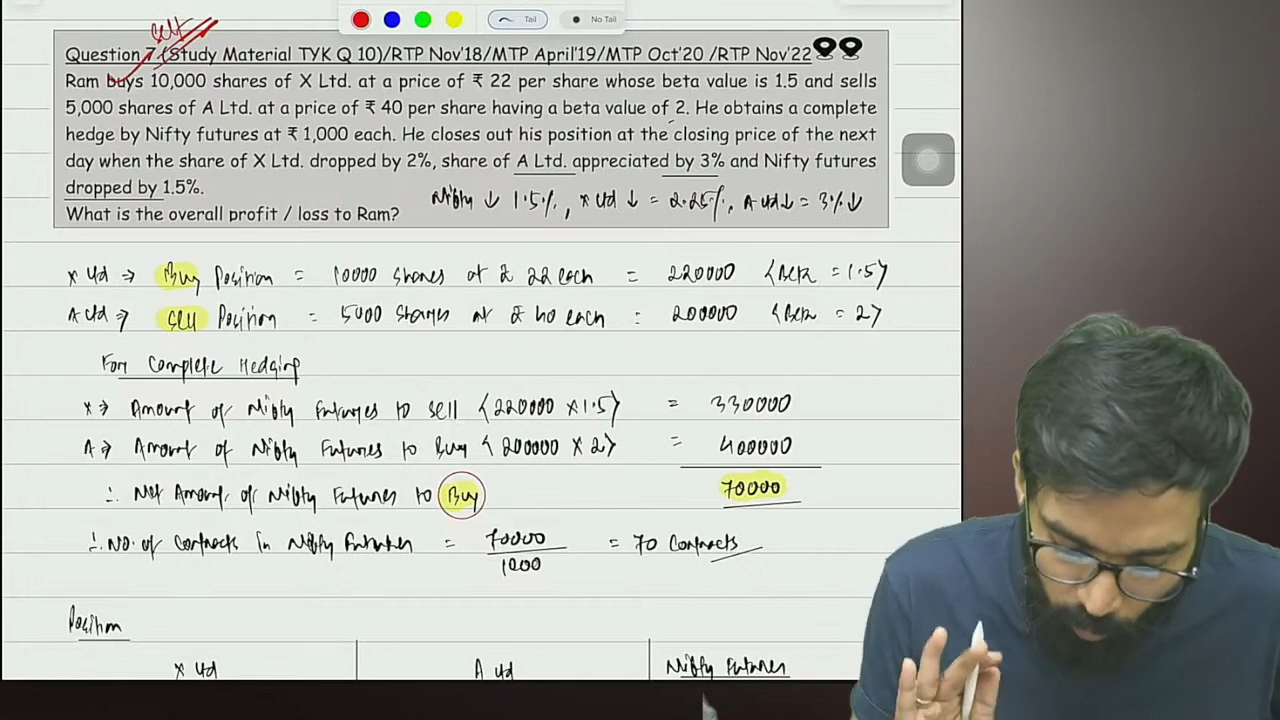 Tail
No Tail
self
Question 7 (Study Material TYK Q 10)/RTP Nov'18/MTP April'19/MTP Oct'20 /RTP Nov'22
Ram buys 10,000 shares of X Ltd. at a price of ₹ 22 per share whose beta value is 1.5 and sells
5,000 shares of A Ltd. at a price of ₹ 40 per share having a beta value of 2. He obtains a complete
hedge by Nifty futures at ₹ 1,000 each. He closes out his position at the closing price of the next
day when the share of X Ltd. dropped by 2%, share of A Ltd. appreciated by 3% and Nifty futures
dropped by 1.5%.
Nifty ↓ 1.5%, X Ltd ↓ = 2.25%, A Ltd ↓ = 3% ↓
What is the overall profit / loss to Ram?
X Ltd ⇒ Buy Position = 10000 Shares at ₹ 22 each = 220000 {Beta = 1.5}
A Ltd ⇒ Sell Position = 5000 Shares at ₹ 40 each = 200000 {Beta = 2}
For Complete Hedging
X ⇒ Amount of Nifty Futures to Sell {220000 × 1.5} = 330000
A ⇒ Amount of Nifty Futures to Buy {200000 × 2} = 400000
∴ Net Amount of Nifty Futures to Buy 70000
∴ No. of Contracts in Nifty Futures = 70000 = 70 Contracts
1000
Position
X Ltd A Ltd Nifty Futures